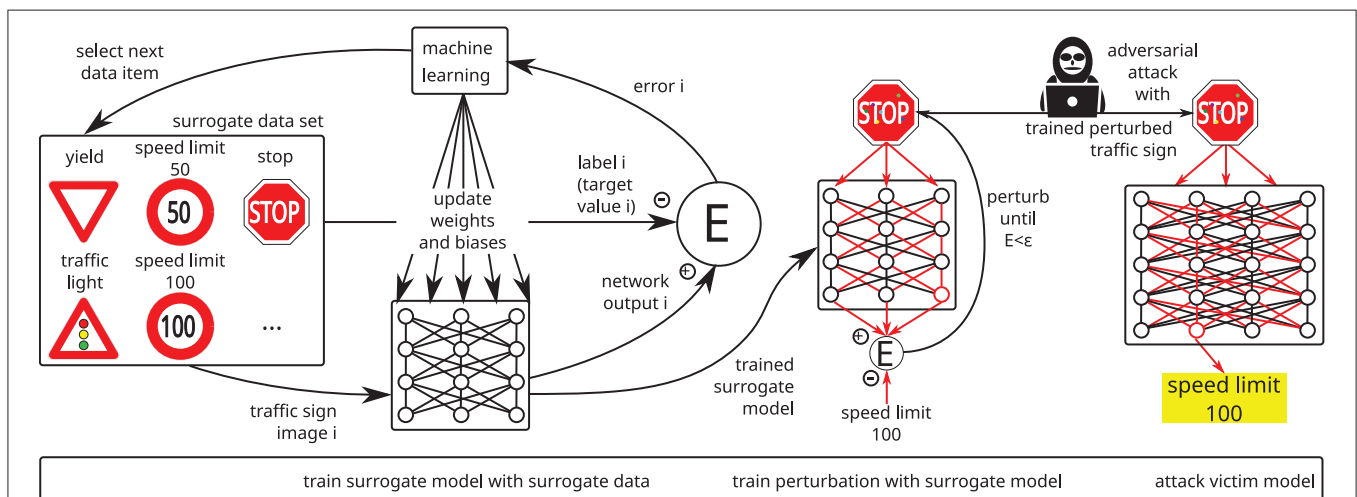 select next
data item
machine
learning
error i
surrogate data set
yield
speed limit
50
stop
50
STOP
traffic
light
speed limit
100
100
...
label i
(target
value i)
update
weights
and biases
E
network
output i
traffic sign
image i
trained
surrogate
model
STOP
perturb
until
E<ε
E
speed limit
100
adversarial
attack
with
trained perturbed
traffic sign
STOP
speed limit
100
train surrogate model with surrogate data
train perturbation with surrogate model
attack victim model